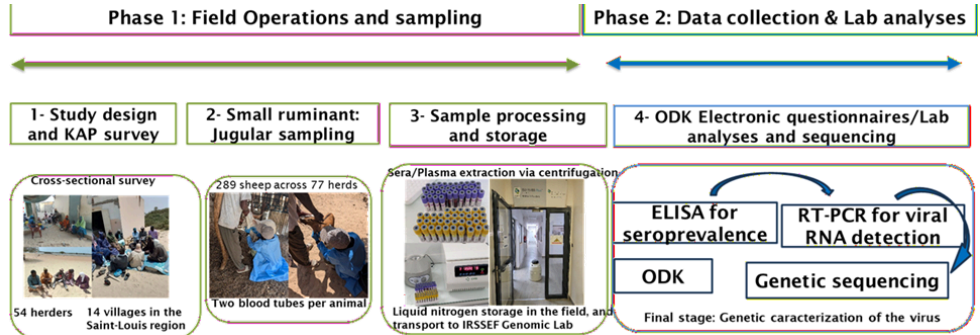 Phase 1: Field Operations and sampling
Phase 2: Data collection & Lab analyses
1- Study design
and KAP survey
2- Small ruminant:
Jugular sampling
3- Sample processing
and storage
4- ODK Electronic questionnaires/Lab
analyses and sequencing
Cross-sectional survey
54 herders
14 villages in the
Saint-Louis region
289 sheep across 77 herds
Two blood tubes per animal
Sera/Plasma extraction via centrifugation
Liquid nitrogen storage in the field, and
transport to IRSSEF Genomic Lab
ELISA for
seroprevalence
RT-PCR for viral
RNA detection
ODK
Genetic sequencing
Final stage: Genetic caracterization of the virus